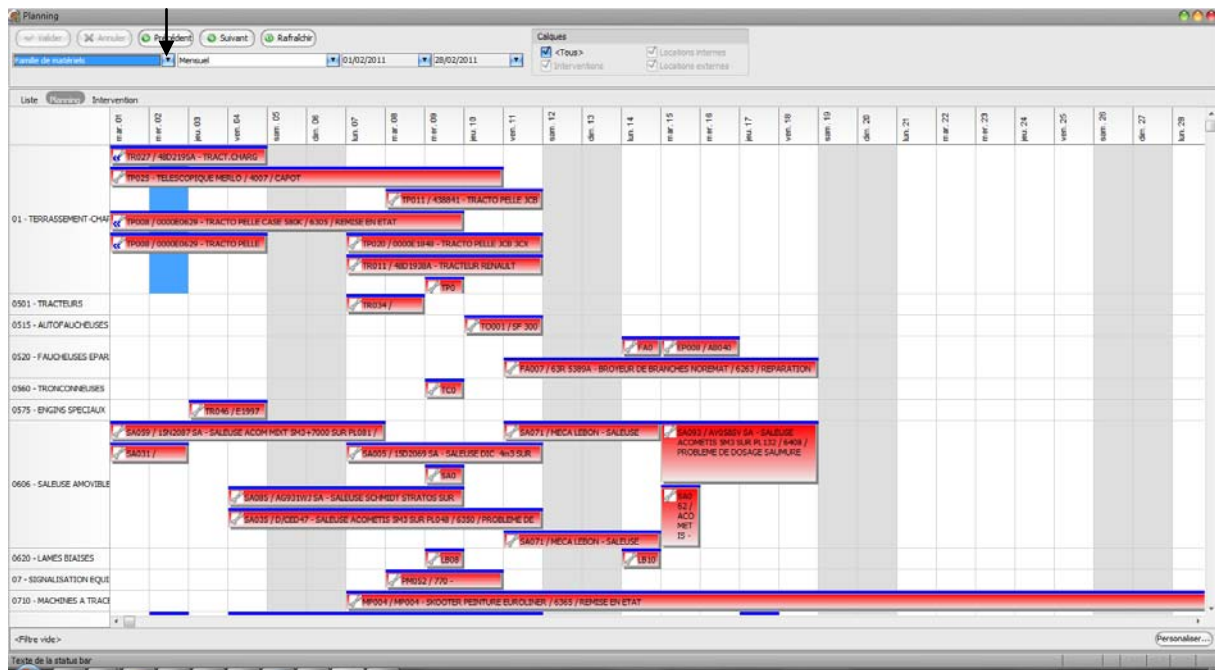 Planning
Valider Annuler Précédent Suivant Rafraîchir
Calques
<Tous> Locations internes
Interventions Locations externes
Famille de matériels Mensuel 01/02/2011 28/02/2011
Liste Planning Intervention
mar. 01 mer. 02 jeu. 03 ven. 04 sam. 05 dim. 06 lun. 07 mar. 08 mer. 09 jeu. 10 ven. 11 sam. 12 dim. 13 lun. 14 mar. 15 mer. 16 jeu. 17 ven. 18 sam. 19 dim. 20 lun. 21 mar. 22 mer. 23 jeu. 24 ven. 25 sam. 26 dim. 27 lun. 28
TR027 / 48D219SA - TRACT.CHARG
TP025 - TELESCOPIQUE MERLO / 4007 / CAPOT
TP011 / 438841 - TRACTO PELLE JCB
01 - TERRASSEMENT-CHAR
TP008 / 0000E0629 - TRACTO PELLE CASE 580K / 6305 / REMISE EN ETAT
TP008 / 0000E0629 - TRACTO PELLE
TP020 / 0000E1848 - TRACTO PELLE JCB 3CX
TR011 / 48D193BA - TRACTEUR RENAULT
TP0
0501 - TRACTEURS
TR034 /
0515 - AUTOFAUCHEUSES
TO001 / SF 300
0520 - FAUCHEUSES EPAR
FA0
EP008 / AB040
FA007 / 63R 5389A - BROYEUR DE BRANCHES NOREMAT / 6263 / REPARATION
0560 - TRONCONNEUSES
TC0
0575 - ENGINS SPECIAUX
TR046 / E1997
0606 - SALEUSE AMOVIBLE
SA059 / 15N2087 SA - SALEUSE ACOM MIXT 5M3+7000 SUR PL081 /
SA071 / MECA LEBON - SALEUSE
SA093 / AY058SV SA - SALEUSE
ACOMETIS 5M3 SUR PL 132 / 6408 /
PROBLEME DE DOSAGE SAUMURE
SA031 /
SA005 / 15D2069 SA - SALEUSE DIC 4m3 SUR
SA0
SA085 / AG931WJ SA - SALEUSE SCHMIDT STRATOS SUR
SA0
62 /
ACO
MET
IS -
SA035 / D/CED47 - SALEUSE ACOMETIS 5M3 SUR PL048 / 6350 / PROBLEME DE
SA071 / MECA LEBON - SALEUSE
0620 - LAMES BIAISES
LB08
LB10
07 - SIGNALISATION EQUI
PM052 / 770 -
0710 - MACHINES A TRACE
MP004 / MP004 - SKOOTER PEINTURE EUROLINER / 6365 / REMISE EN ETAT
<Filtre vide>
Personaliser...
Texte de la status bar